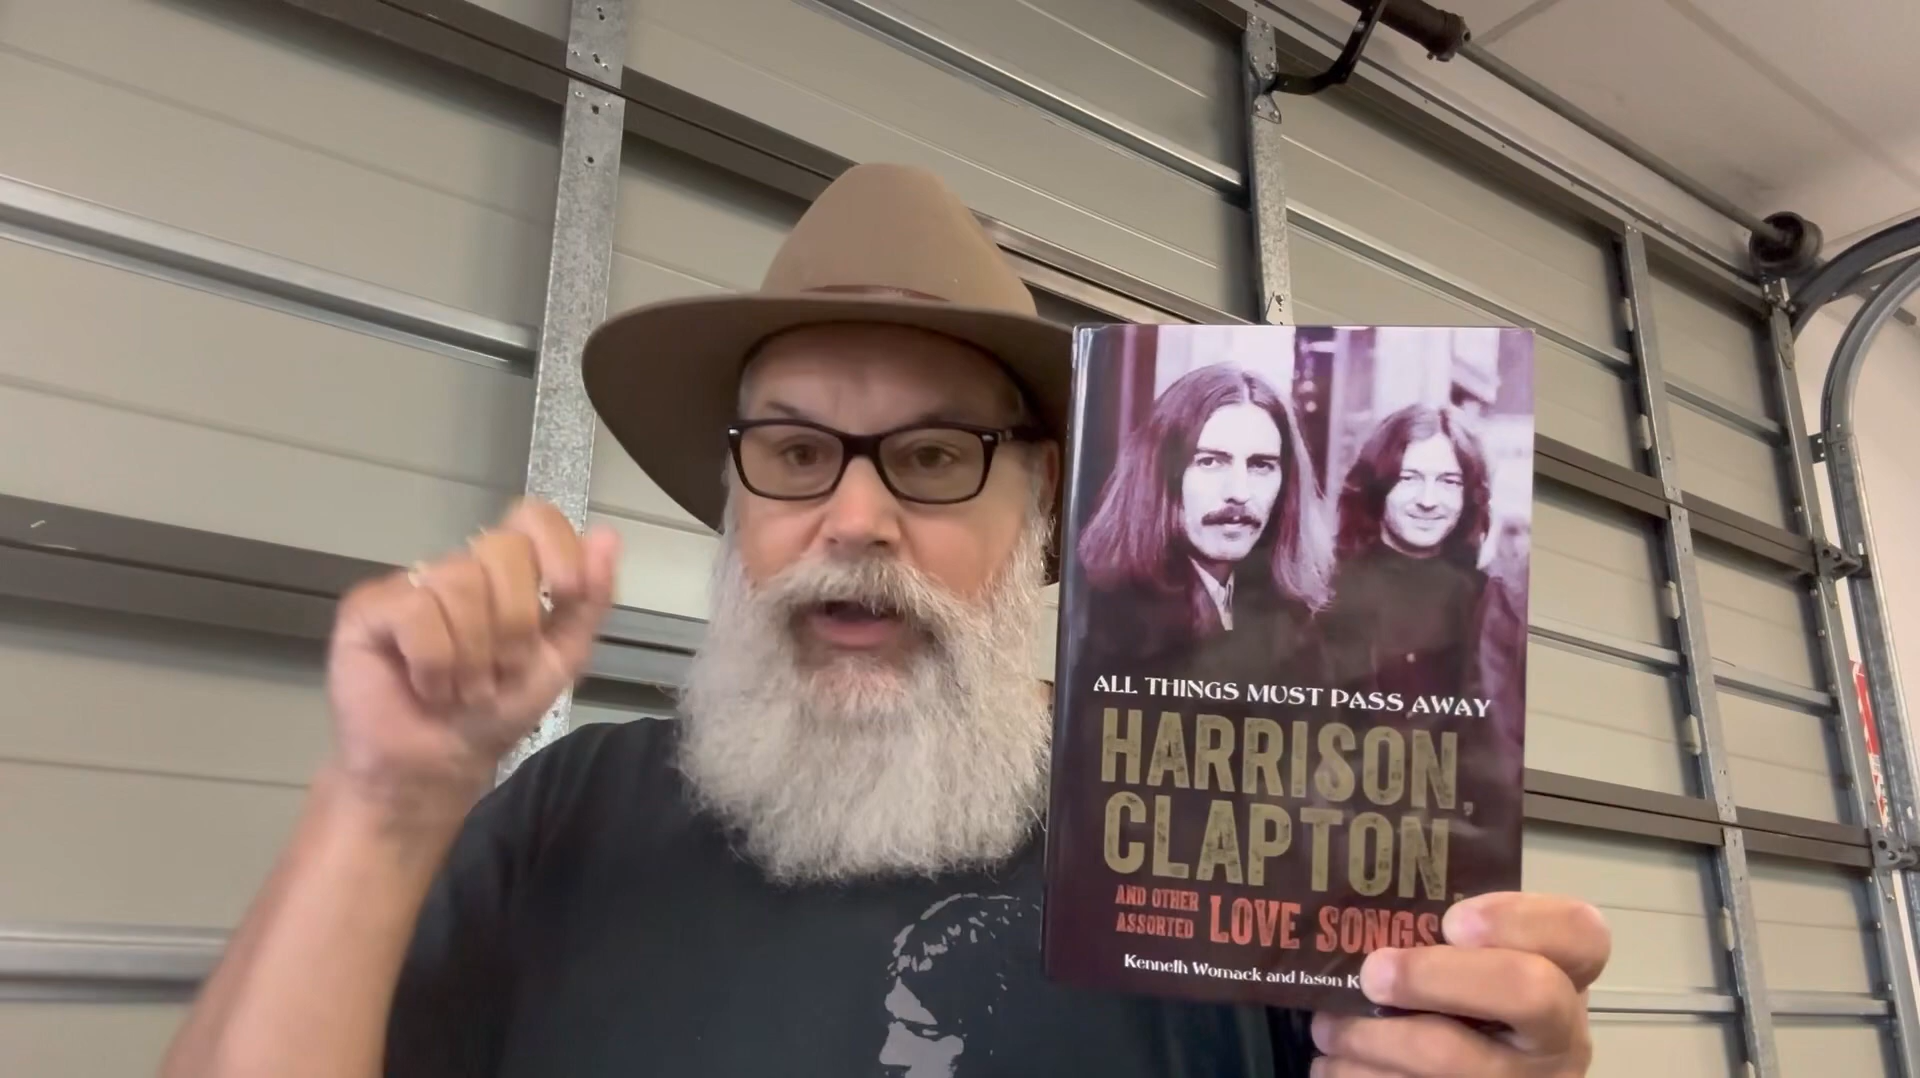 ALL THINGS MUST PASS AWAY
HARRISON,
CLAPTON,
AND OTHER
ASSORTED LOVE SONGS
Kenneth Womack and Jason K